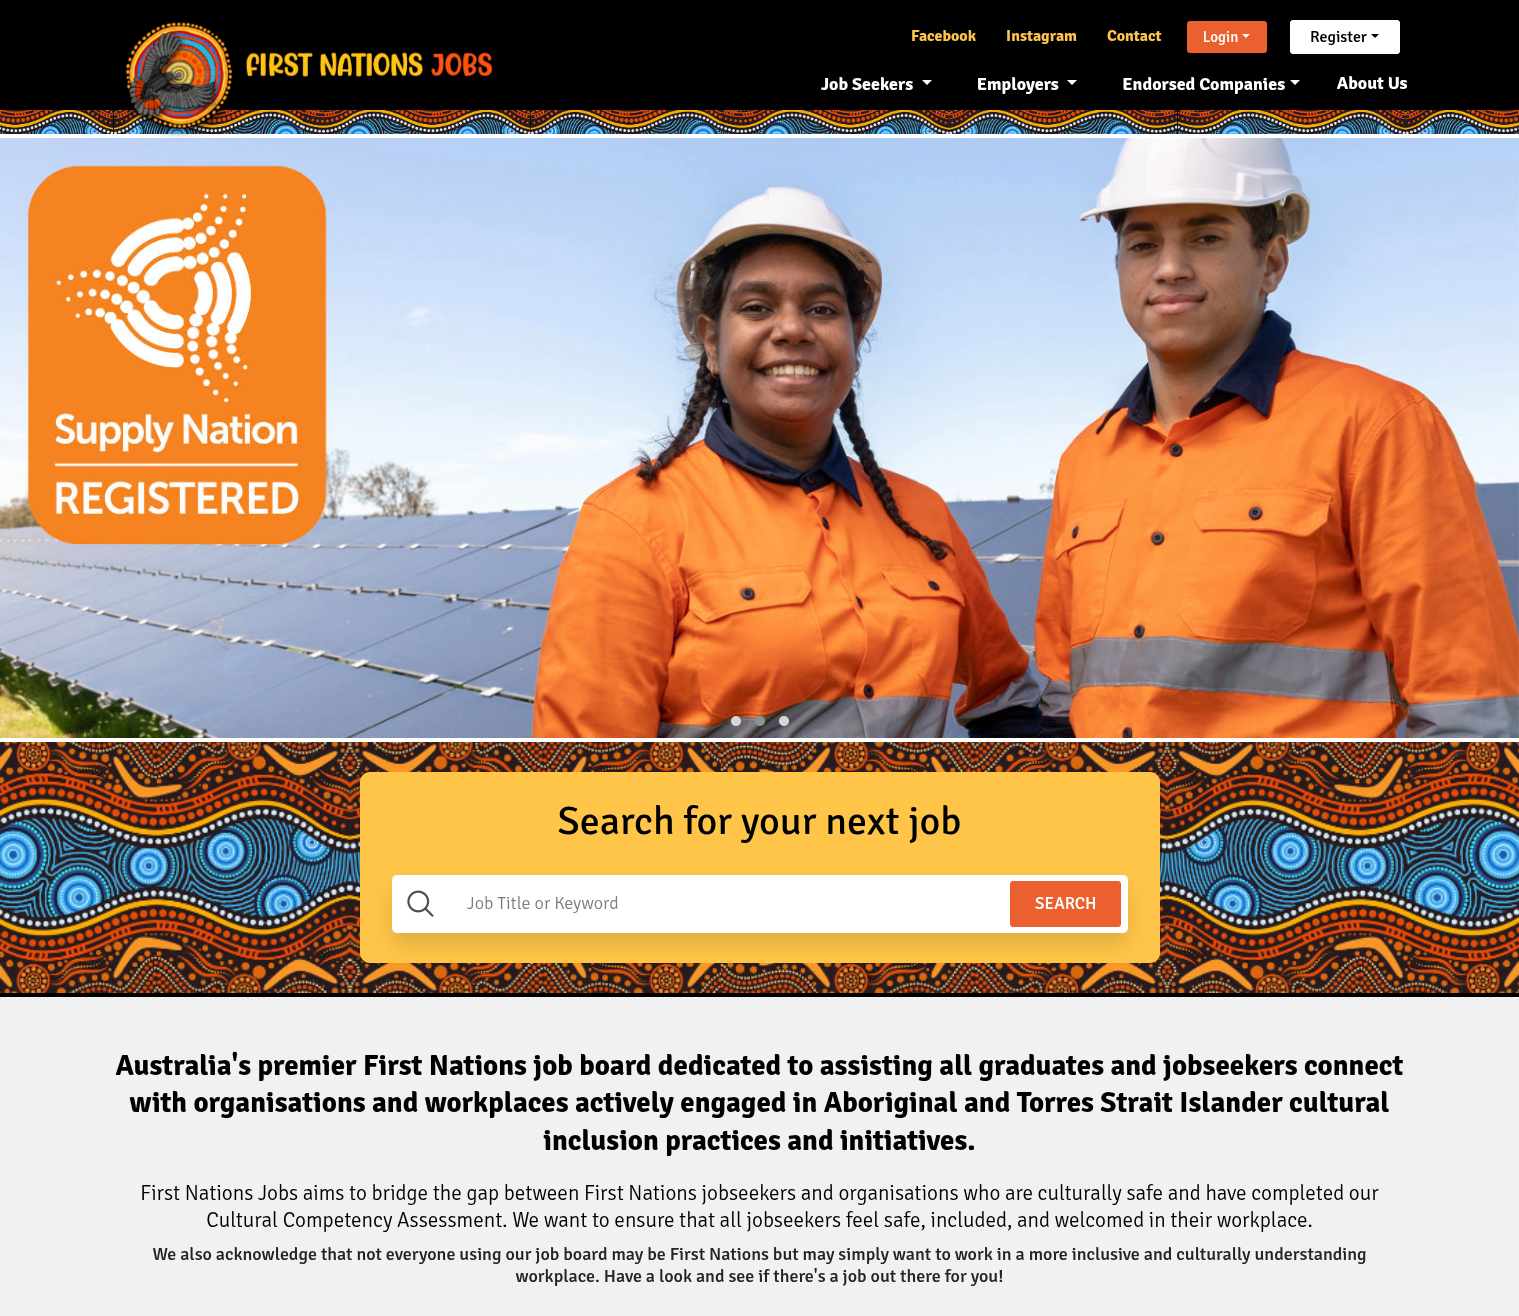 Facebook Instagram Contact Login Register
FIRST NATIONS JOBS
Job Seekers Employers Endorsed Companies About Us
Supply Nation
REGISTERED
Search for your next job
Job Title or Keyword SEARCH
Australia's premier First Nations job board dedicated to assisting all graduates and jobseekers connect
with organisations and workplaces actively engaged in Aboriginal and Torres Strait Islander cultural
inclusion practices and initiatives.
First Nations Jobs aims to bridge the gap between First Nations jobseekers and organisations who are culturally safe and have completed our
Cultural Competency Assessment. We want to ensure that all jobseekers feel safe, included, and welcomed in their workplace.
We also acknowledge that not everyone using our job board may be First Nations but may simply want to work in a more inclusive and culturally understanding
workplace. Have a look and see if there's a job out there for you!